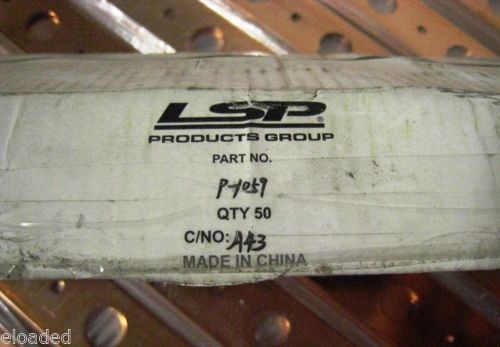 LSP®
PRODUCTS GROUP
PART NO.
P-1059
QTY 50
C/NO: A43
MADE IN CHINA
eloaded